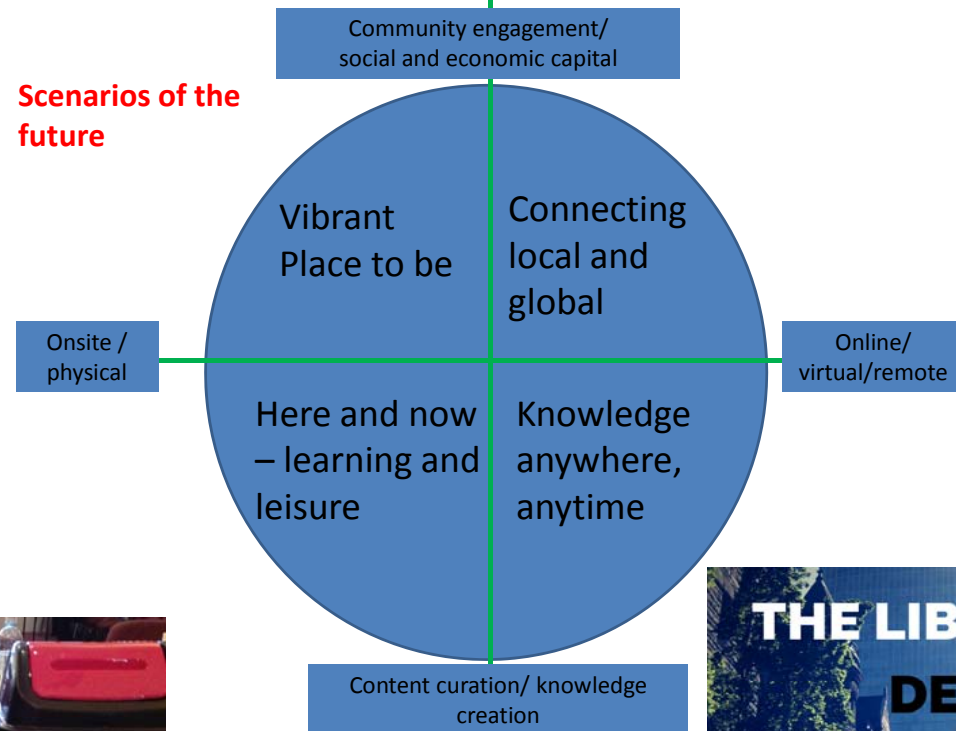 Community engagement/
social and economic capital
Scenarios of the
future
Vibrant
Place to be
Connecting
local and
global
Onsite /
physical
Online/
virtual/remote
Here and now
– learning and
leisure
Knowledge
anywhere,
anytime
THE LIB
DE
Content curation/ knowledge
creation